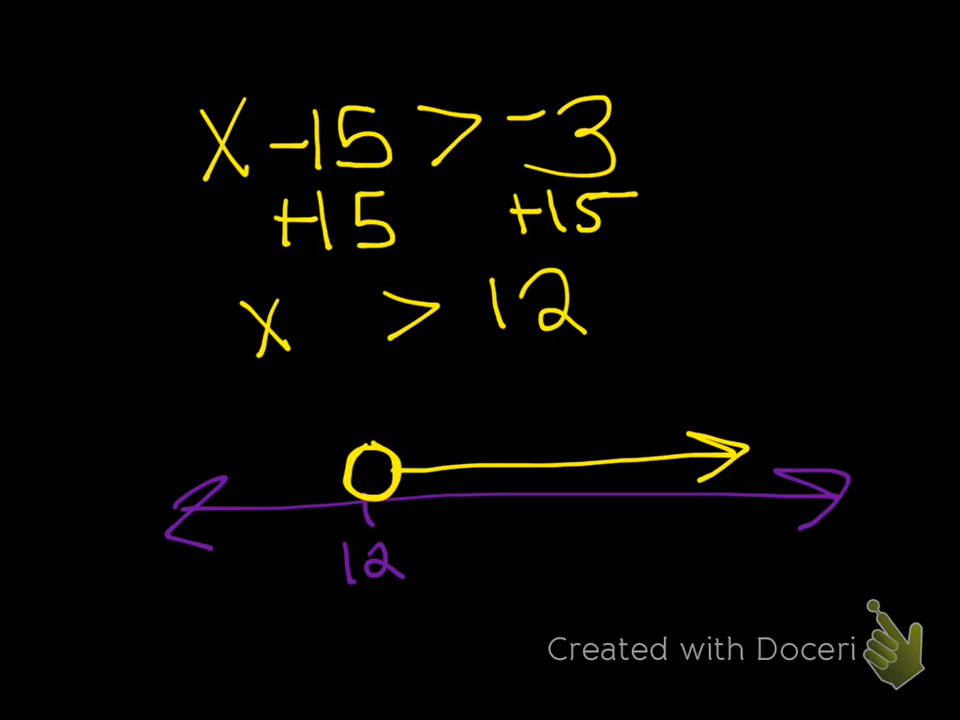 x -15 > -3
+15 +15
x > 12
12
Created with Doceri